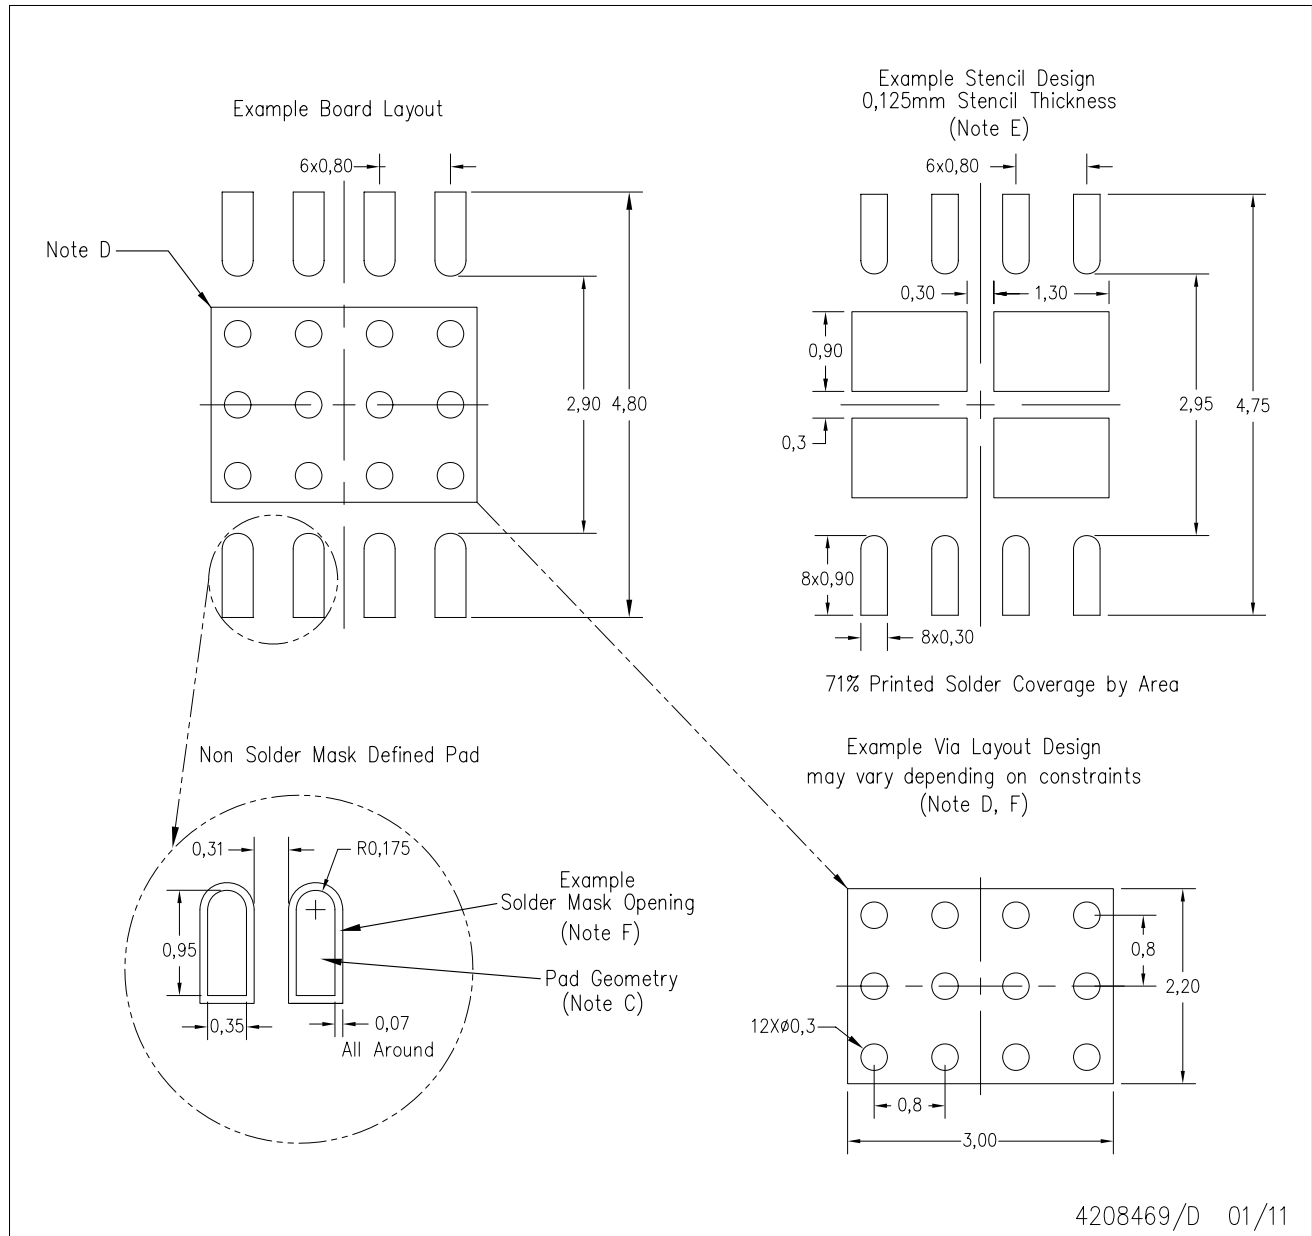 Example Board Layout
6x0,80
Note D
2,90
4,80
Example Stencil Design
0,125mm Stencil Thickness
(Note E)
6x0,80
0,30
1,30
0,90
0,3
2,95
4,75
8x0,90
8x0,30
71% Printed Solder Coverage by Area
Non Solder Mask Defined Pad
0,31
R0,175
Example
Solder Mask Opening
(Note F)
0,95
Pad Geometry
(Note C)
0,35
0,07
All Around
Example Via Layout Design
may vary depending on constraints
(Note D, F)
0,8
2,20
12XØ0,3
0,8
3,00
4208469/D 01/11